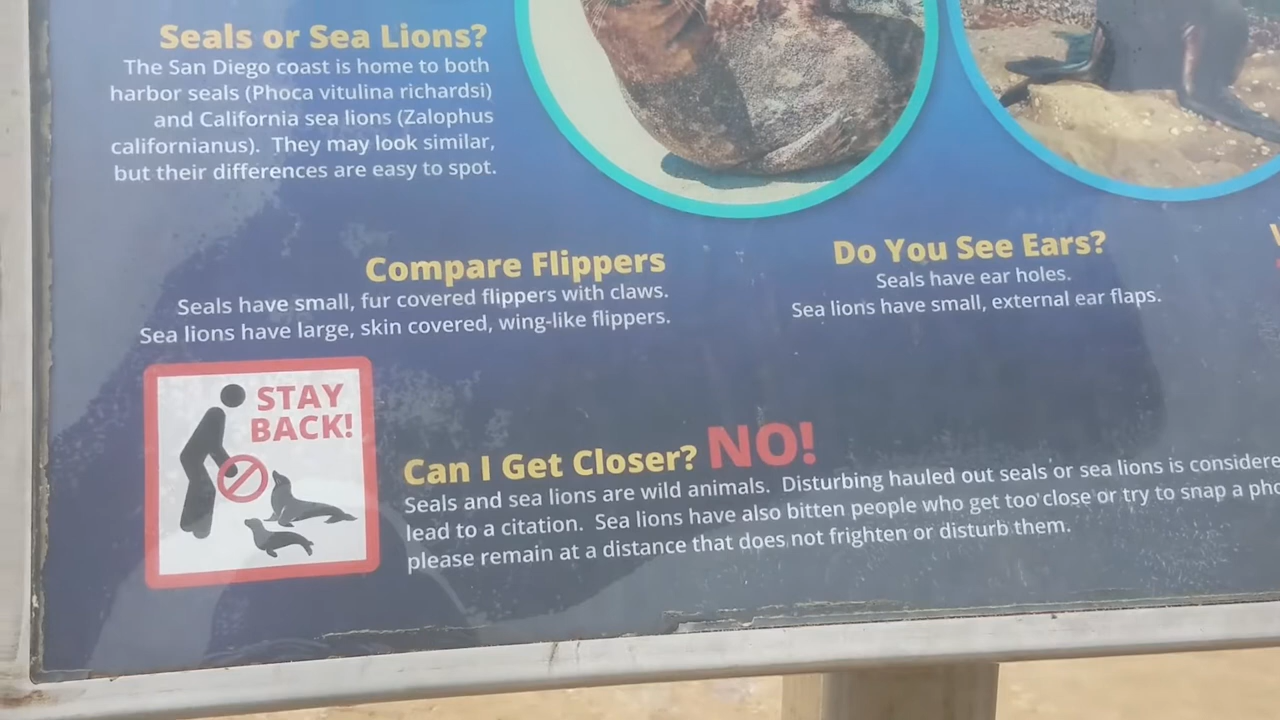 Seals or Sea Lions?
The San Diego coast is home to both
harbor seals (Phoca vitulina richardsi)
and California sea lions (Zalophus
californianus). They may look similar,
but their differences are easy to spot.
Compare Flippers
Seals have small, fur covered flippers with claws.
Sea lions have large, skin covered, wing-like flippers.
Do You See Ears?
Seals have ear holes.
Sea lions have small, external ear flaps.
STAY
BACK!
Can I Get Closer? NO!
Seals and sea lions are wild animals. Disturbing hauled out seals or sea lions is
lead to a citation. Sea lions have also bitten people who get too close or try to snap a
please remain at a distance that does not frighten or disturb them.